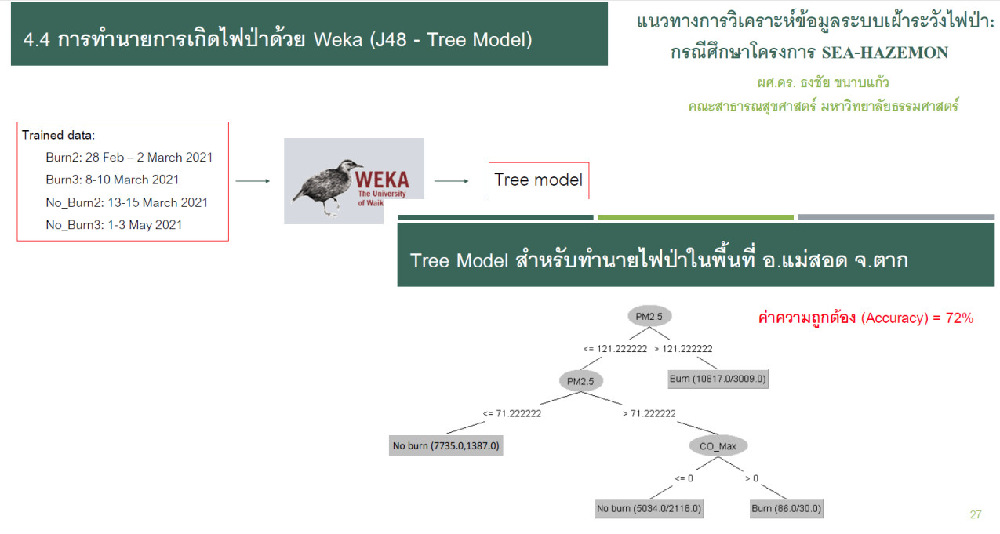 4.4 การทำนายการเกิดไฟป่าด้วย Weka (J48 - Tree Model)
แนวทางการวิเคราะห์ข้อมูลระบบเฝ้าระวังไฟป่า:
กรณีศึกษาโครงการ SEA-HAZEMON
ผศ.ดร. ธงชัย ขนาบแก้ว
คณะสาธารณสุขศาสตร์ มหาวิทยาลัยธรรมศาสตร์
Trained data:
Burn2: 28 Feb – 2 March 2021
Burn3: 8-10 March 2021
No_Burn2: 13-15 March 2021
No_Burn3: 1-3 May 2021
WEKA
The University
of Waik
Tree model
Tree Model สำหรับทำนายไฟป่าในพื้นที่ อ.แม่สอด จ.ตาก
ค่าความถูกต้อง (Accuracy) = 72%
PM2.5
<= 121.222222 > 121.222222
PM2.5
Burn (10817.0/3009.0)
<= 71.222222 > 71.222222
No burn (7735.0,1387.0)
CO_Max
<= 0 > 0
No burn (5034.0/2118.0)
Burn (86.0/30.0)
27